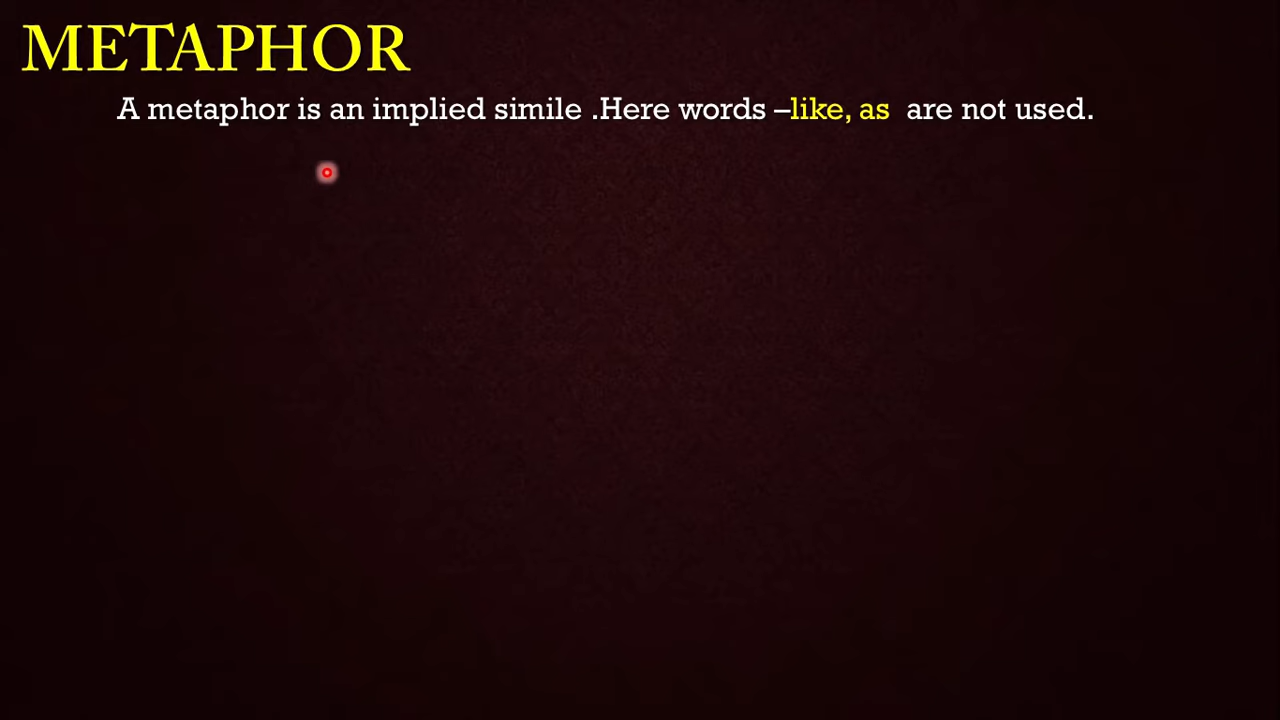 METAPHOR
A metaphor is an implied simile .Here words –like, as  are not used.